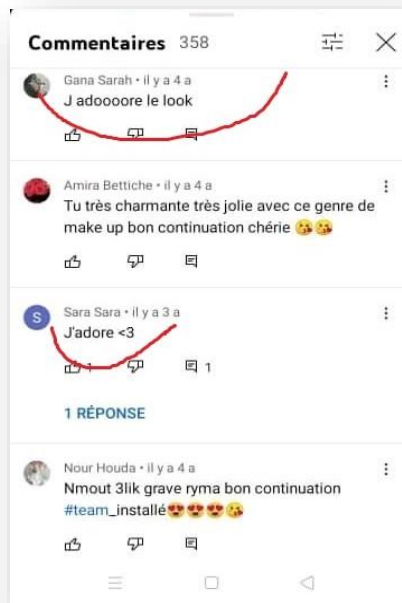 Commentaires 358
Gana Sarah • il y a 4 a
J adoooore le look
Amira Bettiche • il y a 4 a
Tu très charmante très jolie avec ce genre de
make up bon continuation chérie 😘😘
S
Sara Sara • il y a 3 a
J'adore <3
1 1
1 RÉPONSE
Nour Houda • il y a 4 a
Nmout 3lik grave ryma bon continuation
#team_installé😍😍😍😘